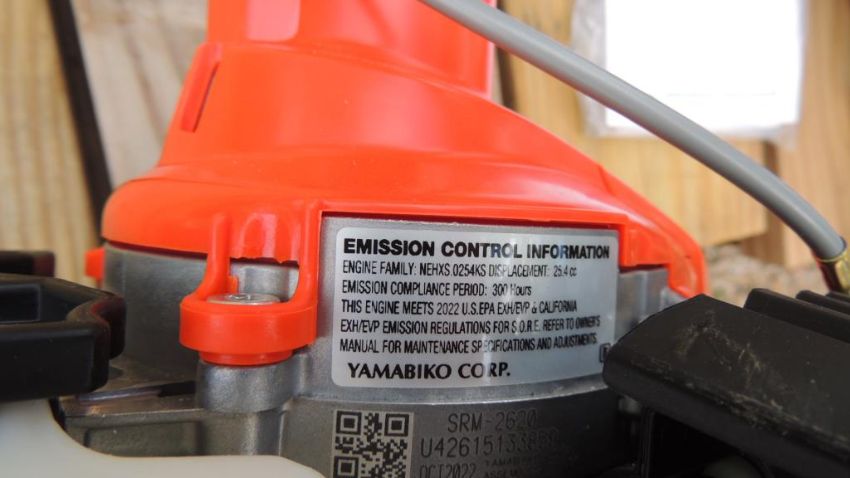 EMISSION CONTROL INFORMATION
ENGINE FAMILY: NEHXS.0254KS DISPLACEMENT: 25.4 cc
EMISSION COMPLIANCE PERIOD: 300 Hours
THIS ENGINE MEETS 2022 U.S.EPA EXH/EVP & CALIFORNIA
EXH/EVP EMISSION REGULATIONS FOR S.O.R.E. REFER TO OWNER'S
MANUAL FOR MAINTENANCE SPECIFICATIONS AND ADJUSTMENTS.
YAMABIKO CORP.
SRM-2620
OCT2022